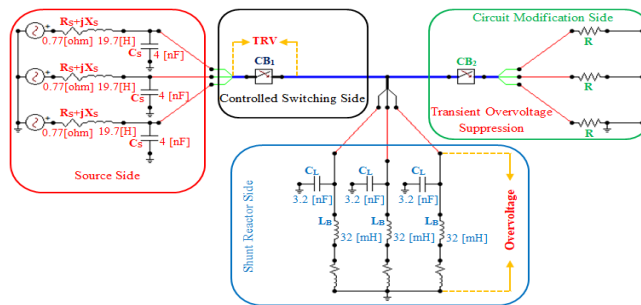 RS+jXS
0.77[ohm] 19.7[H]
CS
4 [nF]
RS+jXS
0.77[ohm] 19.7[H]
CS
4 [nF]
RS+jXS
0.77[ohm] 19.7[H]
CS
4 [nF]
Source Side
TRV
CB1
Controlled Switching Side
Circuit Modification Side
CB2
R
R
R
Transient Overvoltage
Suppression
Shunt Reactor Side
CL
CL
CL
3.2 [nF]
3.2 [nF]
3.2 [nF]
LB
LB
LB
32 [mH]
32 [mH]
32 [mH]
Overvoltage